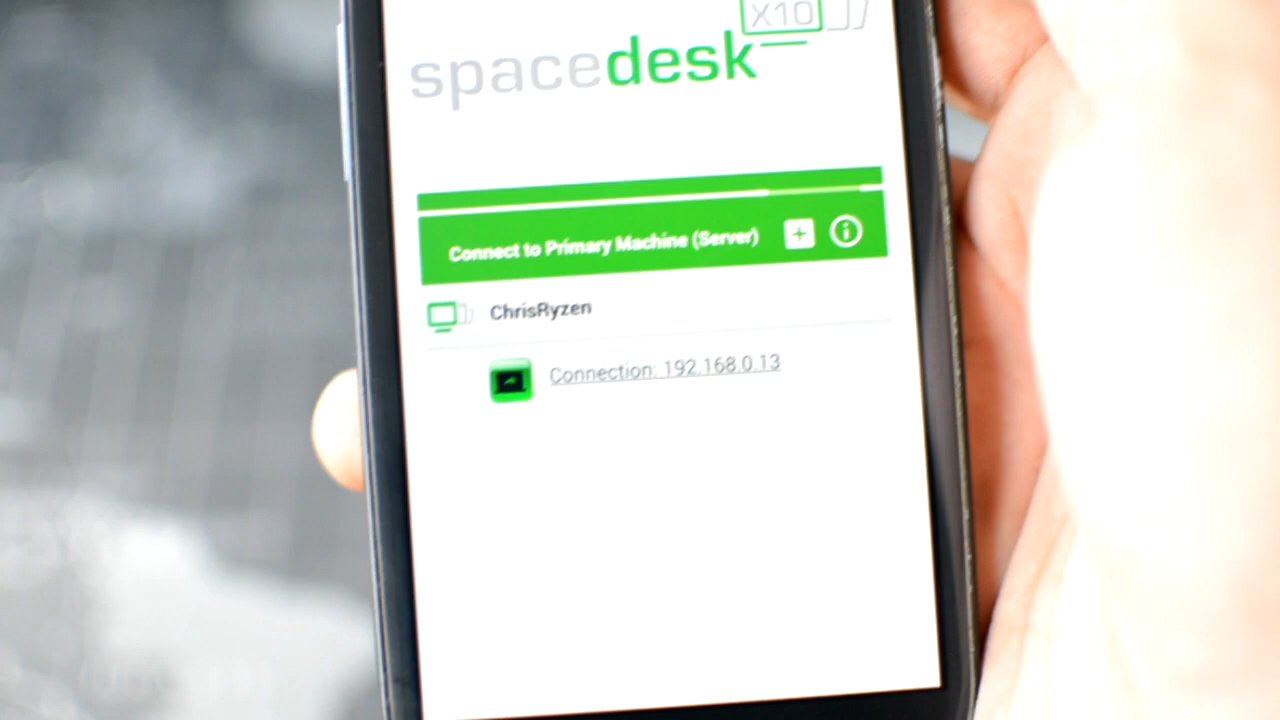 X10
spacedesk
Connect to Primary Machine (Server)
ChrisRyzen
Connection: 192.168.0.13